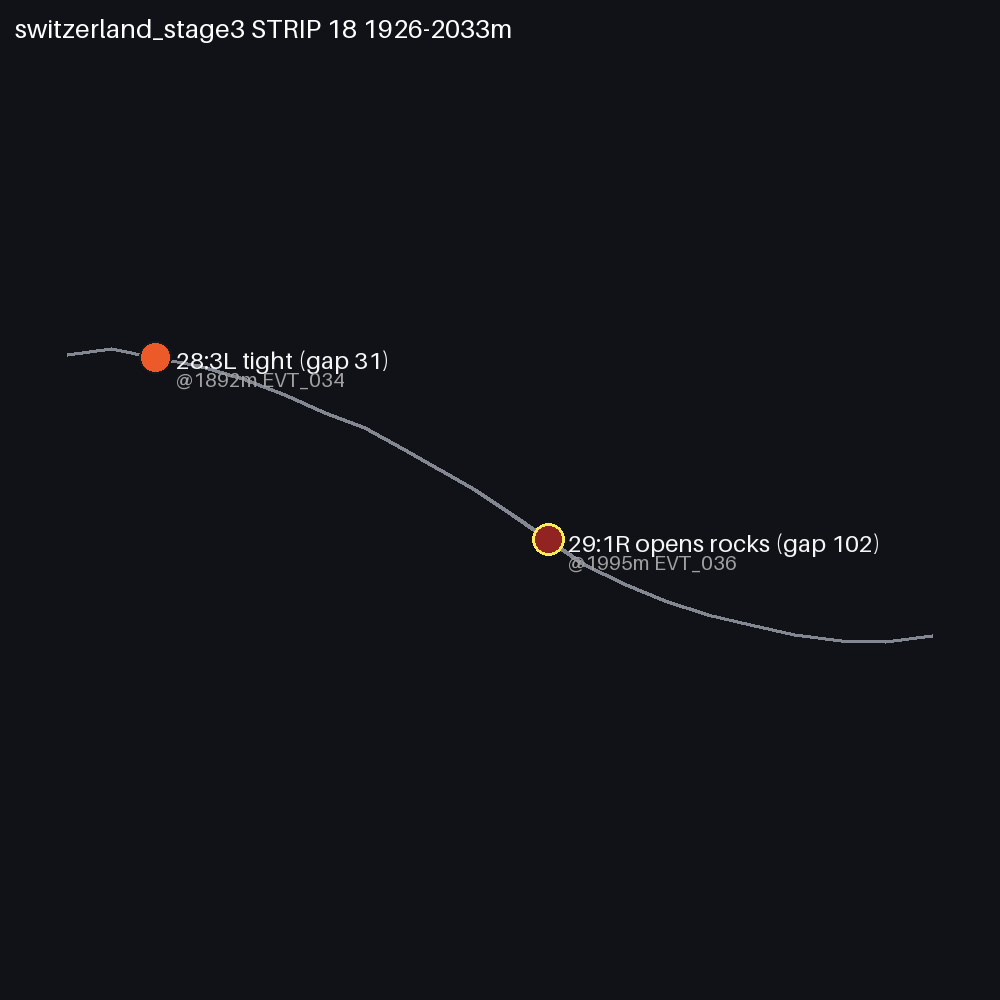 switzerland_stage3 STRIP 18 1926-2033m
28:3L tight (gap 31)
@1892m EVT_034
29:1R opens rocks (gap 102)
@1995m EVT_036